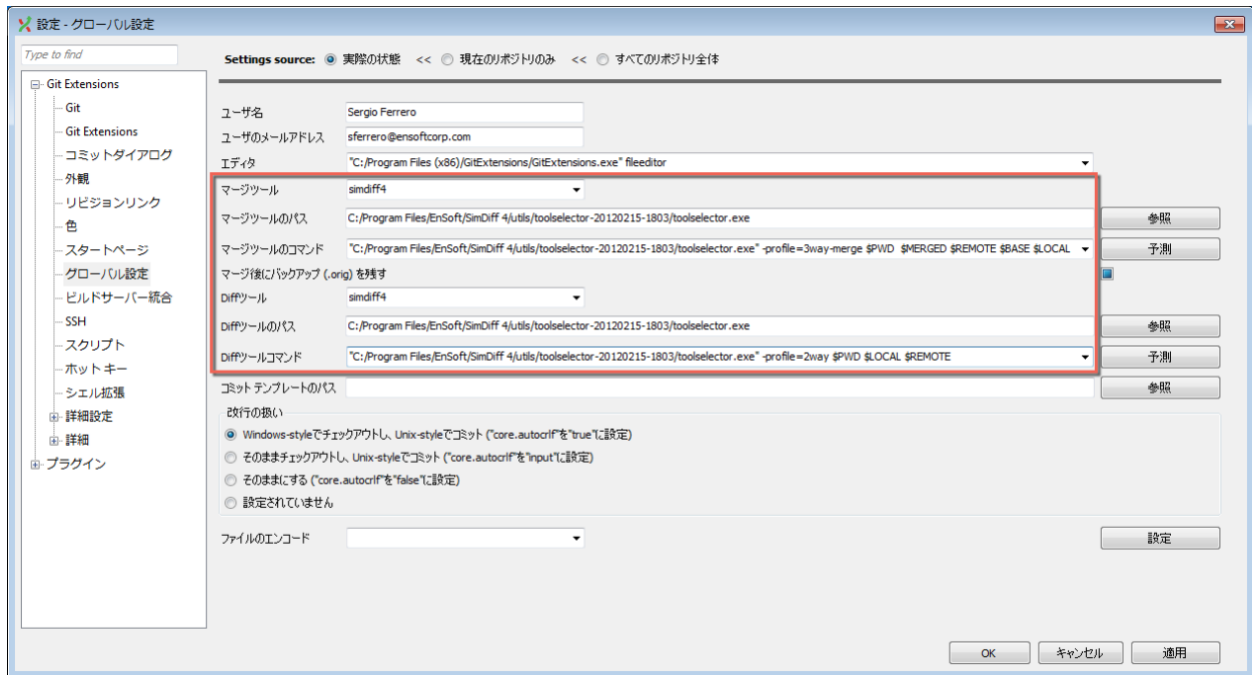 設定 - グローバル設定
Type to find
Settings source: 実際の状態 << 現在のリポジトリのみ << すべてのリポジトリ全体
Git Extensions
Git
Git Extensions
コミットダイアログ
外観
リビジョンリンク
色
スタートページ
グローバル設定
ビルドサーバー統合
SSH
スクリプト
ホットキー
シェル拡張
詳細設定
詳細
プラグイン
ユーザ名 Sergio Ferrero
ユーザのメールアドレス sferrero@ensoftcorp.com
エディタ "C:/Program Files (x86)/GitExtensions/GitExtensions.exe" fileeditor
マージツール simdiff4
マージツールのパス C:/Program Files/EnSoft/SimDiff 4/utils/toolselector-20120215-1803/toolselector.exe 参照
マージツールのコマンド "C:/Program Files/EnSoft/SimDiff 4/utils/toolselector-20120215-1803/toolselector.exe" -profile=3way-merge $PWD $MERGED $REMOTE $BASE $LOCAL 予測
マージ後にバックアップ (.orig) を残す
Diffツール simdiff4
Diffツールのパス C:/Program Files/EnSoft/SimDiff 4/utils/toolselector-20120215-1803/toolselector.exe 参照
Diffツールコマンド "C:/Program Files/EnSoft/SimDiff 4/utils/toolselector-20120215-1803/toolselector.exe" -profile=2way $PWD $LOCAL $REMOTE 予測
コミット テンプレートのパス 参照
改行の扱い
Windows-styleでチェックアウトし、Unix-styleでコミット ("core.autocrlf"を"true"に設定)
そのままチェックアウトし、Unix-styleでコミット ("core.autocrlf"を"input"に設定)
そのままにする ("core.autocrlf"を"false"に設定)
設定されていません
ファイルのエンコード 設定
OK キャンセル 適用